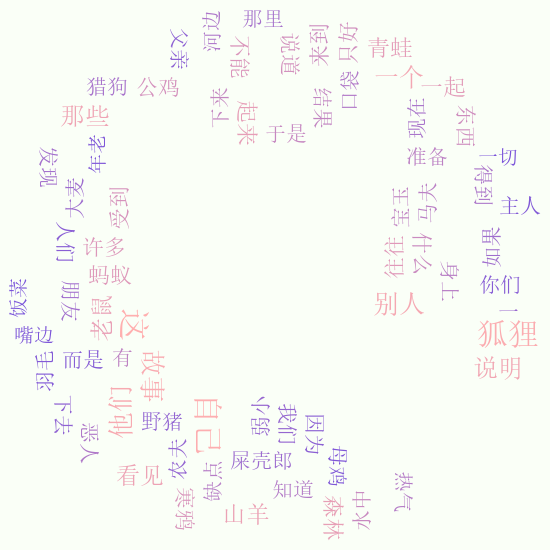 那里
边问
父亲
不能
说道
倒来
只好
青蛙
猎狗
公鸡
口袋
一个
一起
那些
下来
起来
结果
于是
现在
东西
年老
准备
一切
发现
大麦
受到
得到
主人
宝玉
马夫
人们
许多
往往
什么
如果
蚂蚁
身上
你们
饭菜
朋友
老鼠
别人
一
嘴边
这
狐狸
羽毛
而是
有
故事
说明
下去
他们
野猪
自己
小弱
我们
因为
恶人
农夫
屎壳郎
母鸡
看见
缺点
知道
热气
寒鸦
山羊
森林
水中